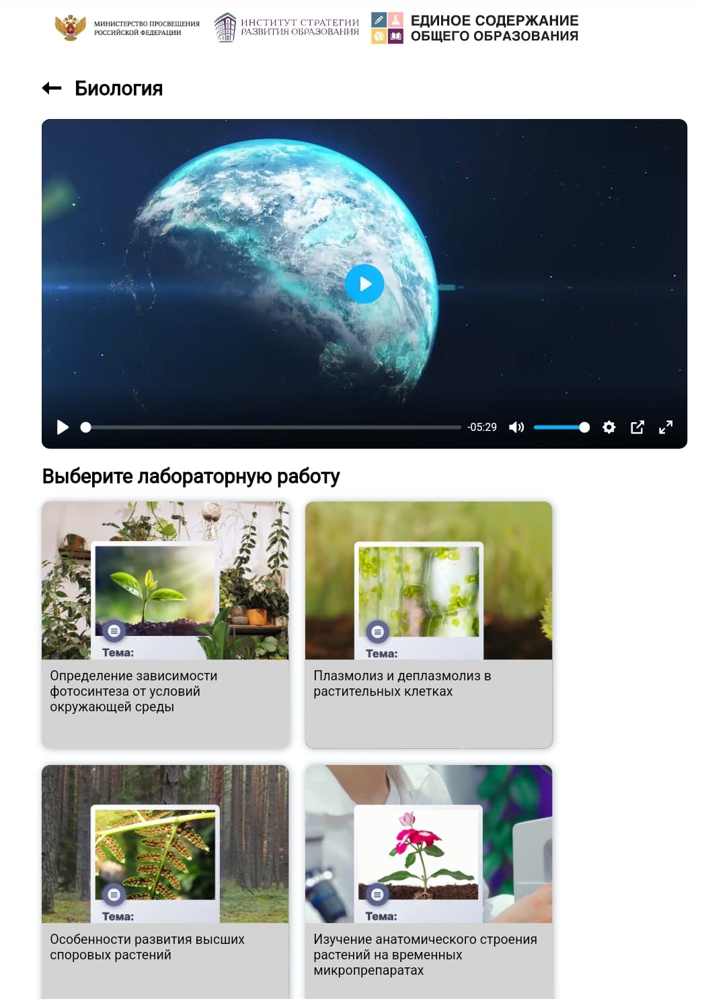 МИНИСТЕРСТВО ПРОСВЕЩЕНИЯ
РОССИЙСКОЙ ФЕДЕРАЦИИ
ИНСТИТУТ СТРАТЕГИИ
РАЗВИТИЯ ОБРАЗОВАНИЯ
ЕДИНОЕ СОДЕРЖАНИЕ
ОБЩЕГО ОБРАЗОВАНИЯ
Биология
-05:29
Выберите лабораторную работу
Тема:
Определение зависимости
фотосинтеза от условий
окружающей среды
Тема:
Плазмолиз и деплазмолиз в
растительных клетках
Тема:
Особенности развития высших
споровых растений
Тема:
Изучение анатомического строения
растений на временных
микропрепаратах